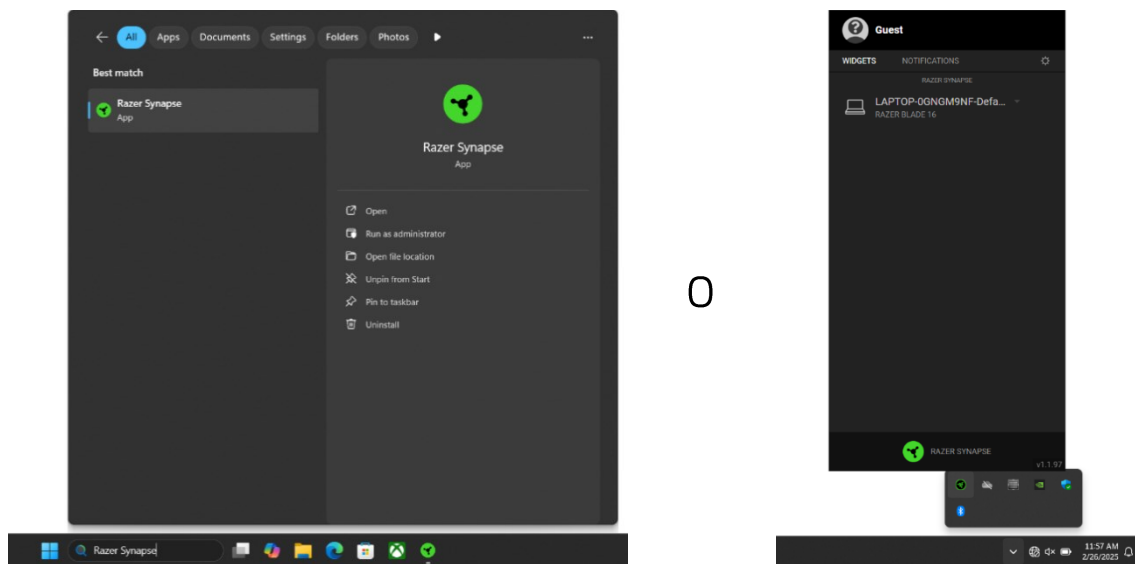 All Apps Documents Settings Folders Photos
Best match
Razer Synapse
App
Razer Synapse
App
Open
Run as administrator
Open file location
Unpin from Start
Pin to taskbar
Uninstall
Razer Synapse
O
Guest
WIDGETS NOTIFICATIONS
RAZER SYNAPSE
LAPTOP-0GNGM9NF-Defa...
RAZER BLADE 16
RAZER SYNAPSE
v1.1.97
11:57 AM
2/26/2025